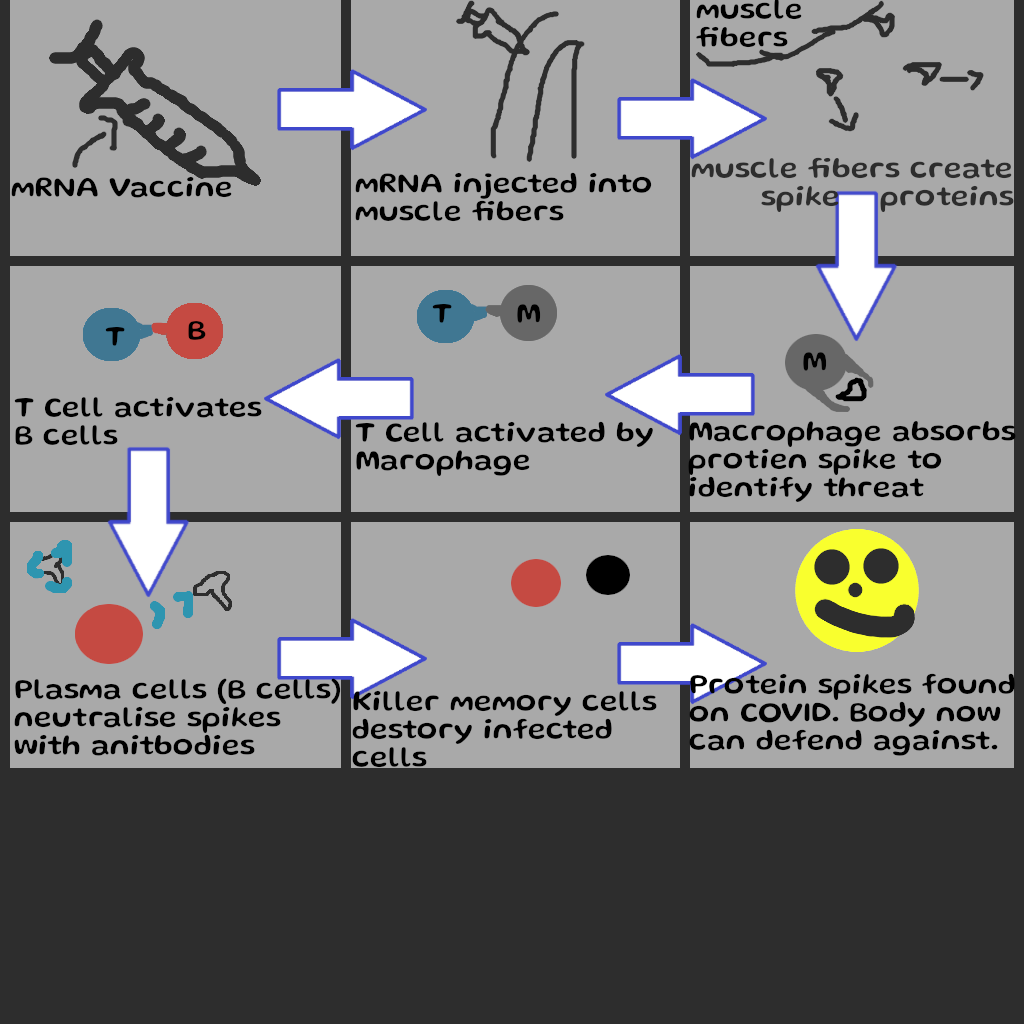 mRNA Vaccine
mRNA injected into
muscle fibers
muscle
fibers
muscle fibers create
spike proteins
M
Macrophage absorbs
protien spike to
identify threat
T M
T Cell activated by
Marophage
T B
T Cell activates
B cells
Plasma cells (B cells)
neutralise spikes
with anitbodies
Killer memory cells
destory infected
cells
Protein spikes found
on COVID. Body now
can defend against.